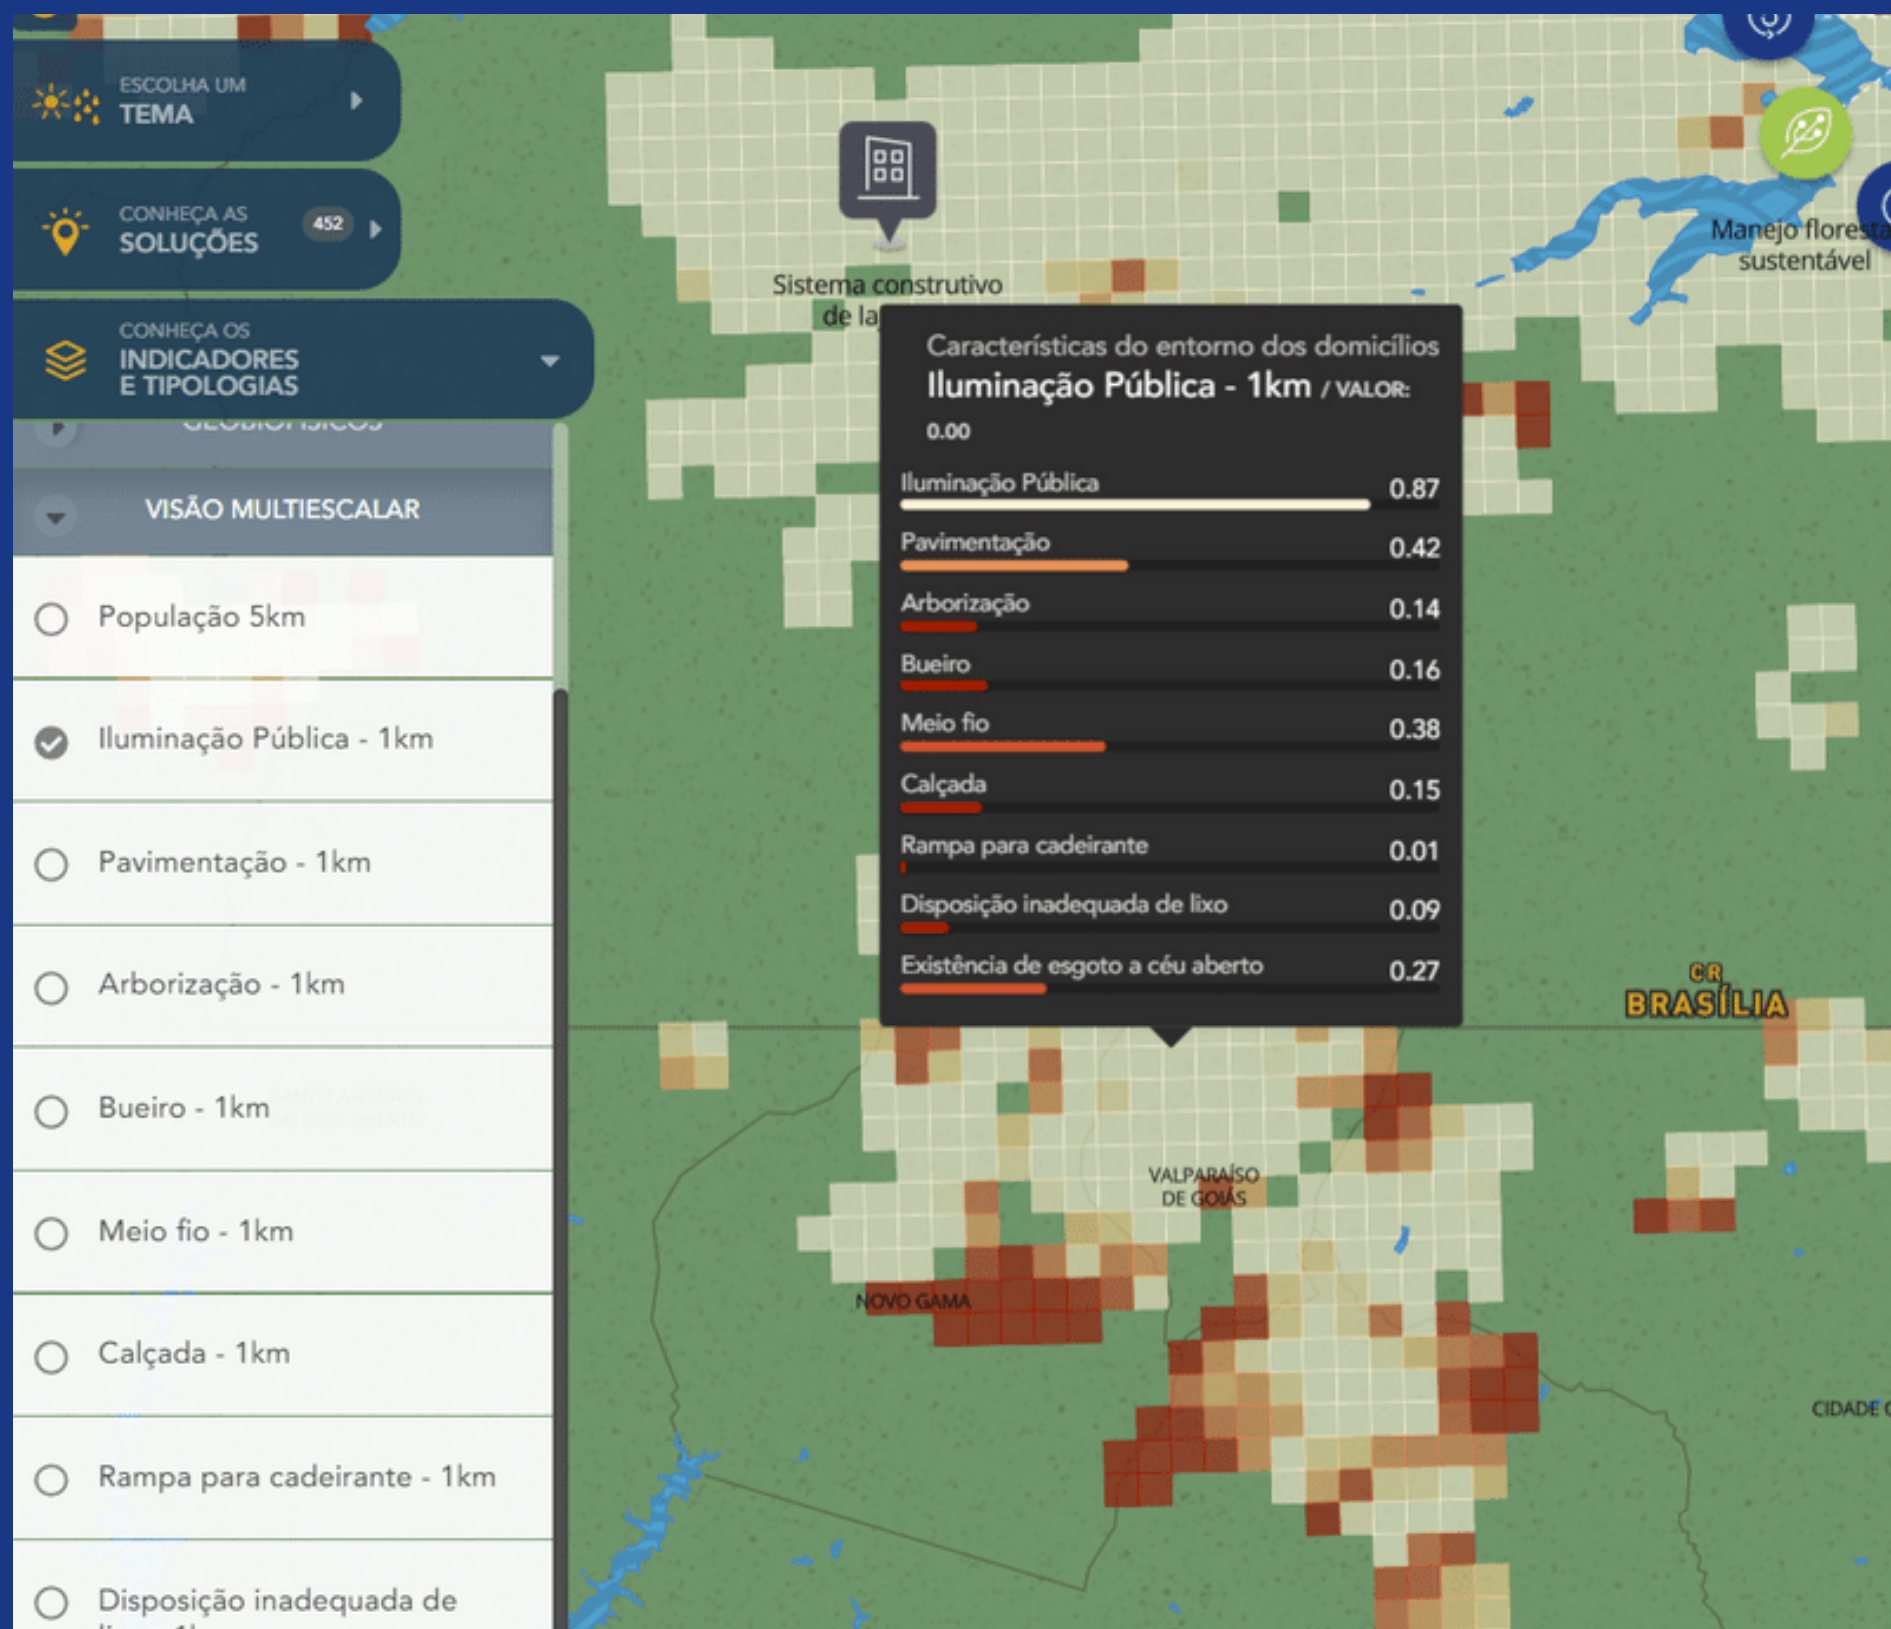 ESCOLHA UM
TEMA
CONHEÇA AS
SOLUÇÕES
452
CONHEÇA OS
INDICADORES
E TIPOLOGIAS
GEOBIOFÍSICOS
VISÃO MULTIESCALAR
População 5km
Iluminação Pública - 1km
Pavimentação - 1km
Arborização - 1km
Bueiro - 1km
Meio fio - 1km
Calçada - 1km
Rampa para cadeirante - 1km
Disposição inadequada de
Sistema construtivo
de la
Manejo floresta
sustentável
Características do entorno dos domicílios
Iluminação Pública - 1km / VALOR:
0.00
Iluminação Pública 0.87
Pavimentação 0.42
Arborização 0.14
Bueiro 0.16
Meio fio 0.38
Calçada 0.15
Rampa para cadeirante 0.01
Disposição inadequada de lixo 0.09
Existência de esgoto a céu aberto 0.27
CR
BRASÍLIA
VALPARAÍSO
DE GOIÁS
NOVO GAMA
CIDADE